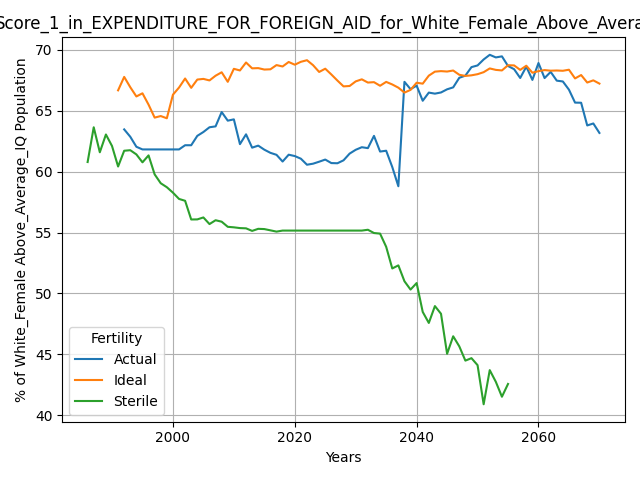 Score_1_in_EXPENDITURE_FOR_FOREIGN_AID_for_White_Female_Above_Avera
70
65
60
55
50
45
40
% of White_Female Above_Average_IQ Population
Fertility
Actual
Ideal
Sterile
2000
2020
2040
2060
Years